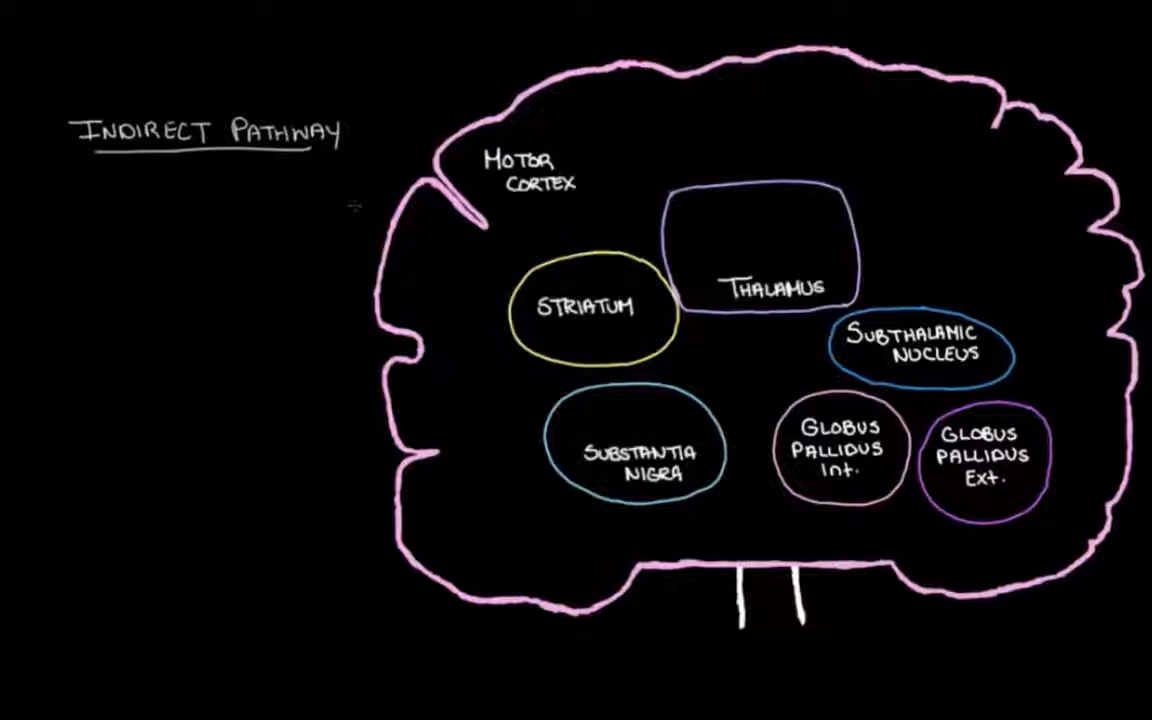 INDIRECT PATHWAY
MOTOR
CORTEX
THALAMUS
STRIATUM
SUBTHALAMIC
NUCLEUS
SUBSTANTIA
NIGRA
GLOBUS
PALLIDUS
Int.
GLOBUS
PALLIDUS
Ext.